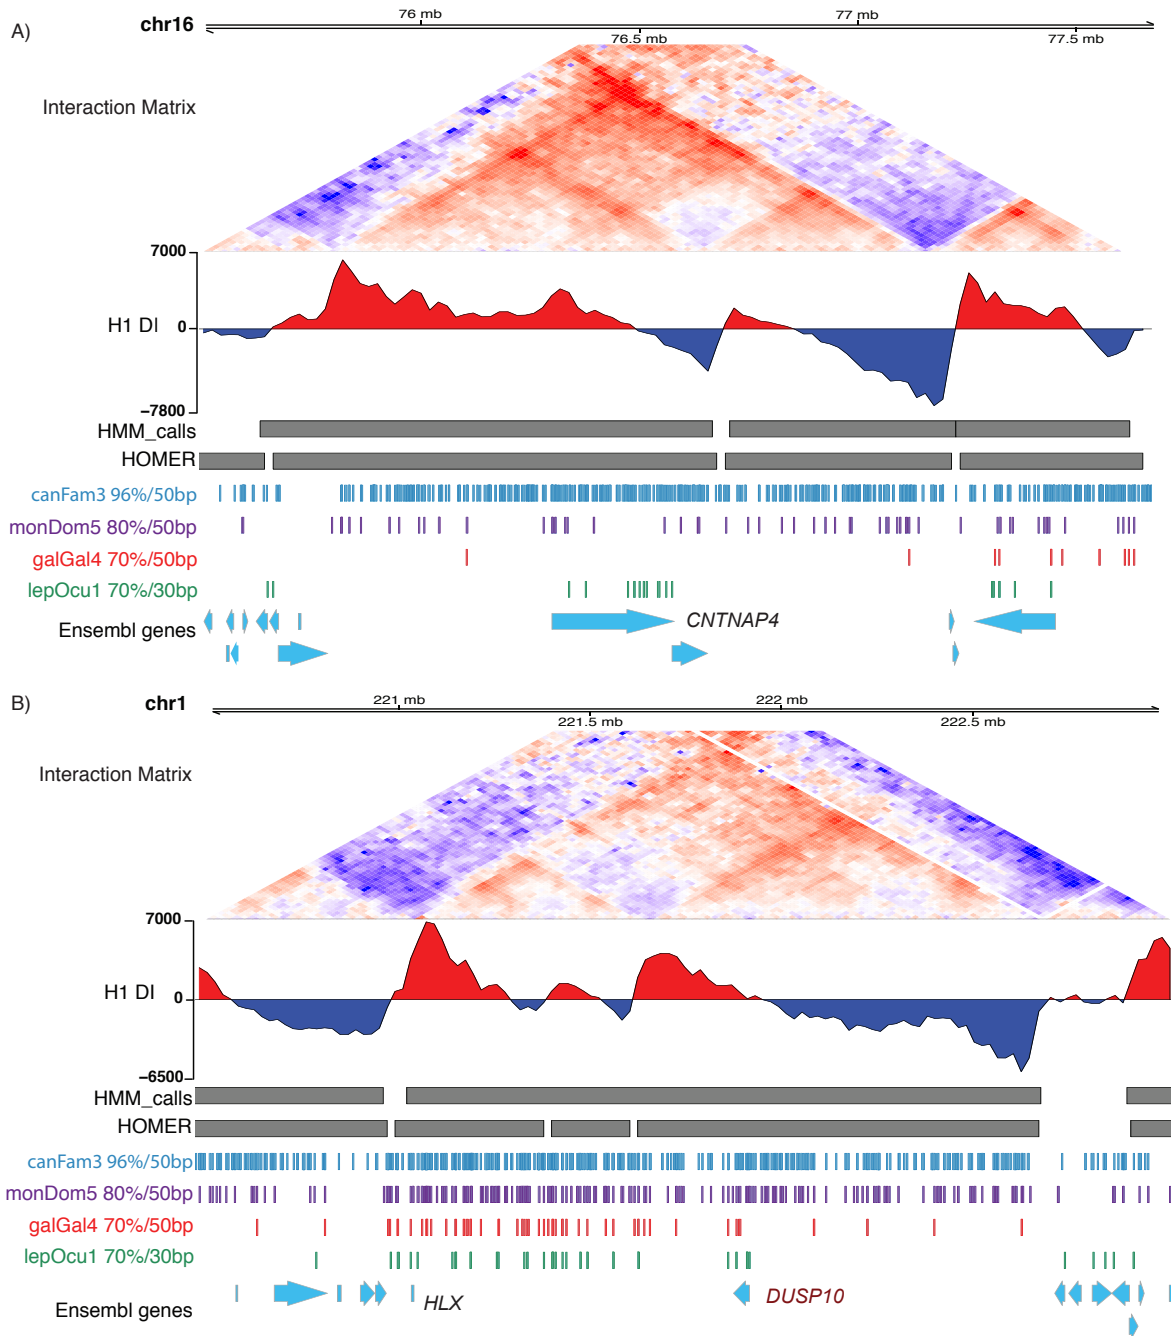 A)
chr16
76 mb
77 mb
76.5 mb
77.5 mb
Interaction Matrix
7000
H1 DI
0
−7800
HMM_calls
HOMER
canFam3 96%/50bp
monDom5 80%/50bp
galGal4 70%/50bp
lepOcu1 70%/30bp
Ensembl genes
CNTNAP4
B)
chr1
221 mb
222 mb
221.5 mb
222.5 mb
Interaction Matrix
7000
H1 DI
0
−6500
HMM_calls
HOMER
canFam3 96%/50bp
monDom5 80%/50bp
galGal4 70%/50bp
lepOcu1 70%/30bp
Ensembl genes
HLX
DUSP10